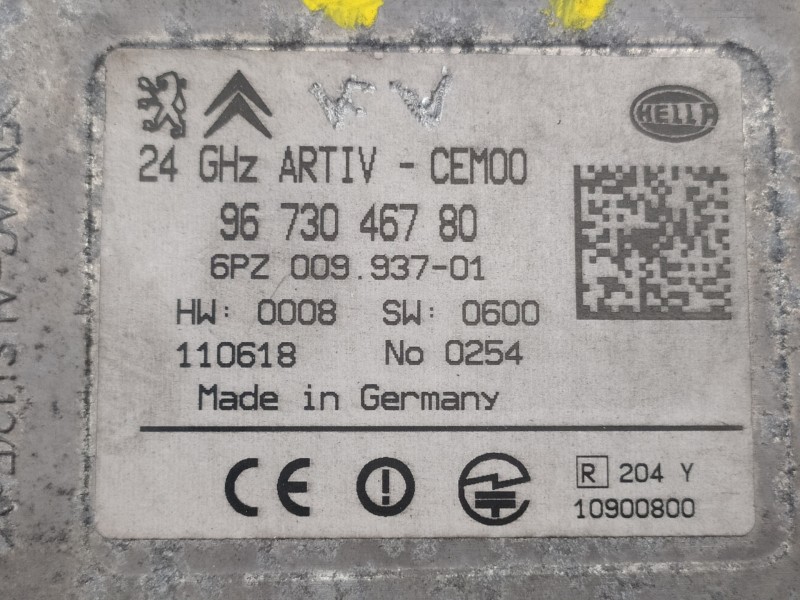 HELLA
24 GHz ARTIV - CEM00
96 730 467 80
6PZ 009.937-01
HW: 0008 SW: 0600
110618 No 0254
Made in Germany
CE
R 204 Y
10900800